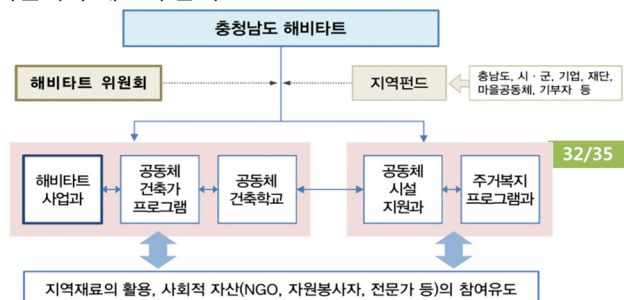 충청남도 해비타트
해비타트 위원회
지역펀드
충남도, 시 · 군, 기업, 재단,
마을공동체, 기부자 등
32/35
해비타트
사업과
공동체
건축가
프로그램
공동체
건축학교
공동체
시설
지원과
주거복지
프로그램과
지역재료의 활용, 사회적 자산(NGO, 자원봉사자, 전문가 등)의 참여유도